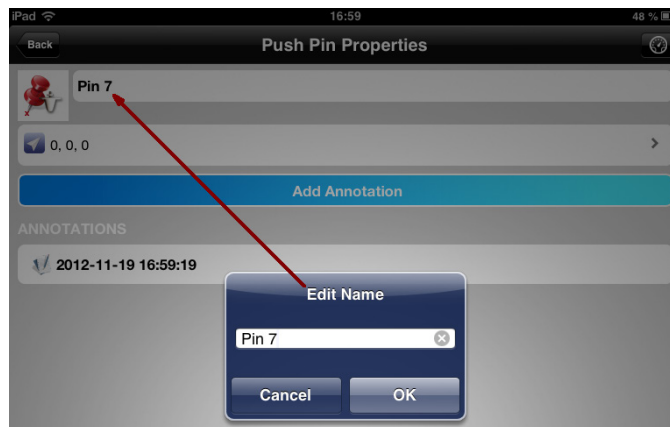 iPad 16:59 48 %
Back Push Pin Properties
Pin 7
0, 0, 0
Add Annotation
ANNOTATIONS
2012-11-19 16:59:19
Edit Name
Pin 7
Cancel OK